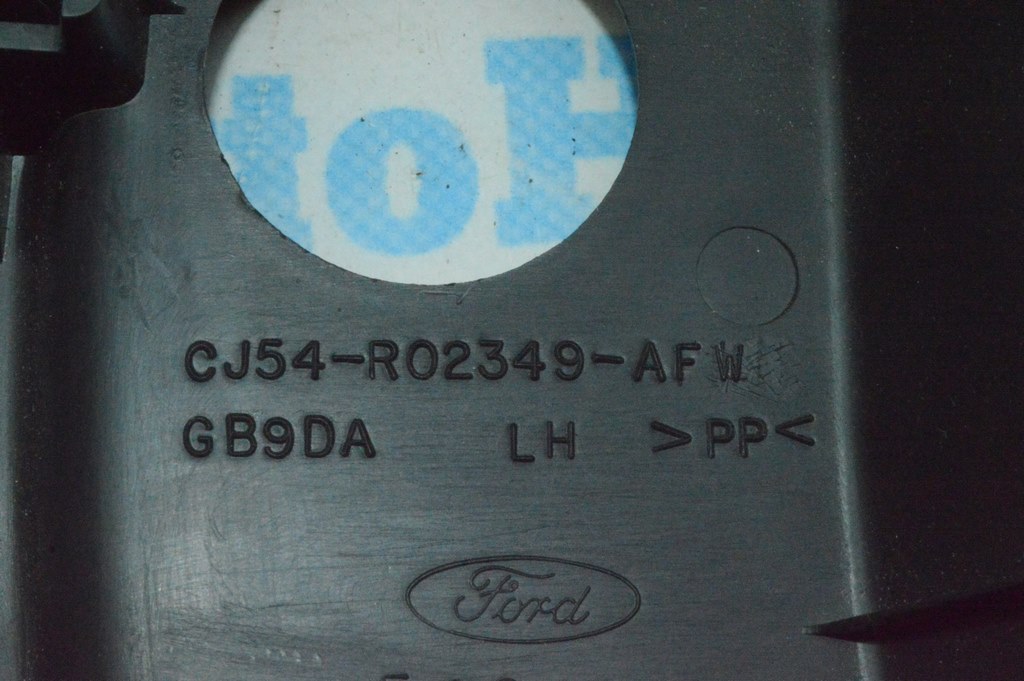 CJ54-R02349-AFW
GB9DA LH >PP<
Ford